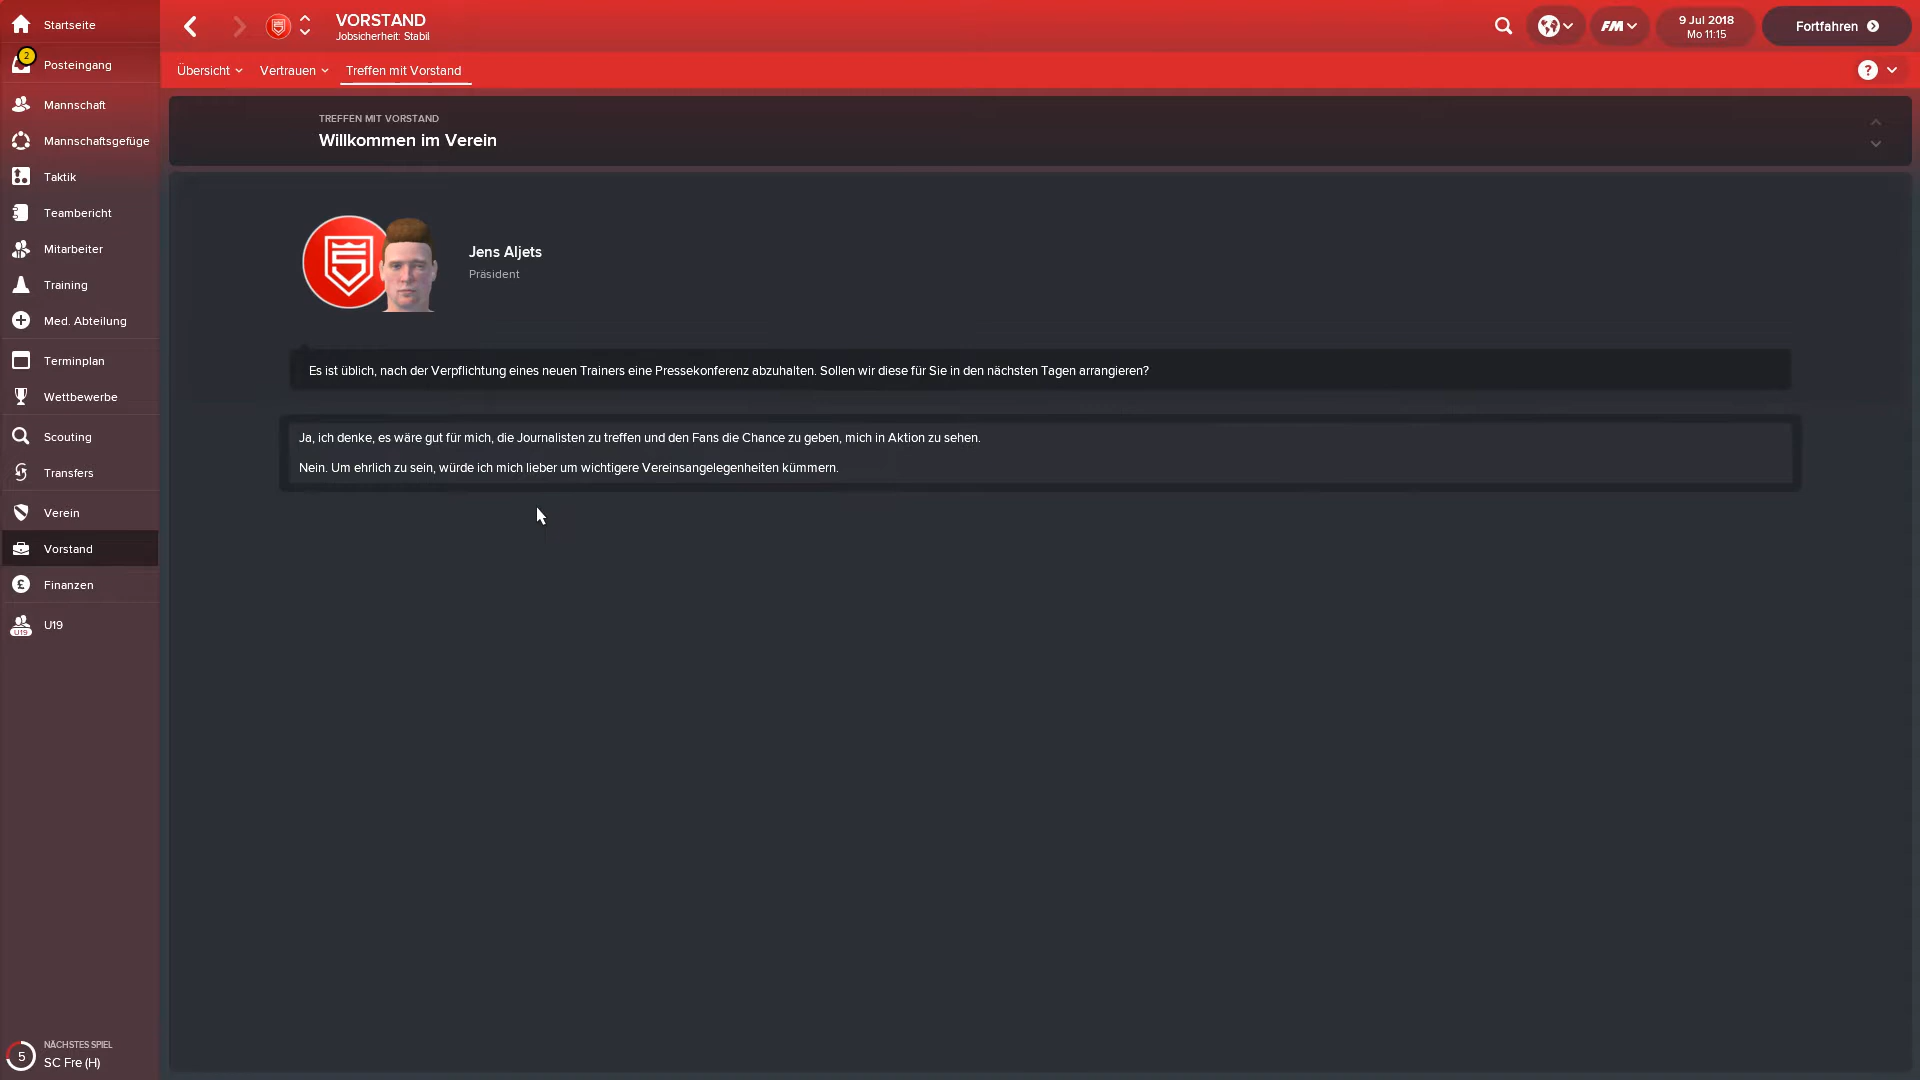 Startseite
2
Posteingang
Mannschaft
Mannschaftsgefüge
Taktik
Teambericht
Mitarbeiter
Training
Med. Abteilung
Terminplan
Wettbewerbe
Scouting
Transfers
Verein
Vorstand
Finanzen
U19
U19
NÄCHSTES SPIEL
5
SC Fre (H)
VORSTAND
Jobsicherheit: Stabil
FM
9 Jul 2018
Mo 11:15
Fortfahren
Übersicht
Vertrauen
Treffen mit Vorstand
?
TREFFEN MIT VORSTAND
Willkommen im Verein
Jens Aljets
Präsident
Es ist üblich, nach der Verpflichtung eines neuen Trainers eine Pressekonferenz abzuhalten. Sollen wir diese für Sie in den nächsten Tagen arrangieren?
Ja, ich denke, es wäre gut für mich, die Journalisten zu treffen und den Fans die Chance zu geben, mich in Aktion zu sehen.
Nein. Um ehrlich zu sein, würde ich mich lieber um wichtigere Vereinsangelegenheiten kümmern.